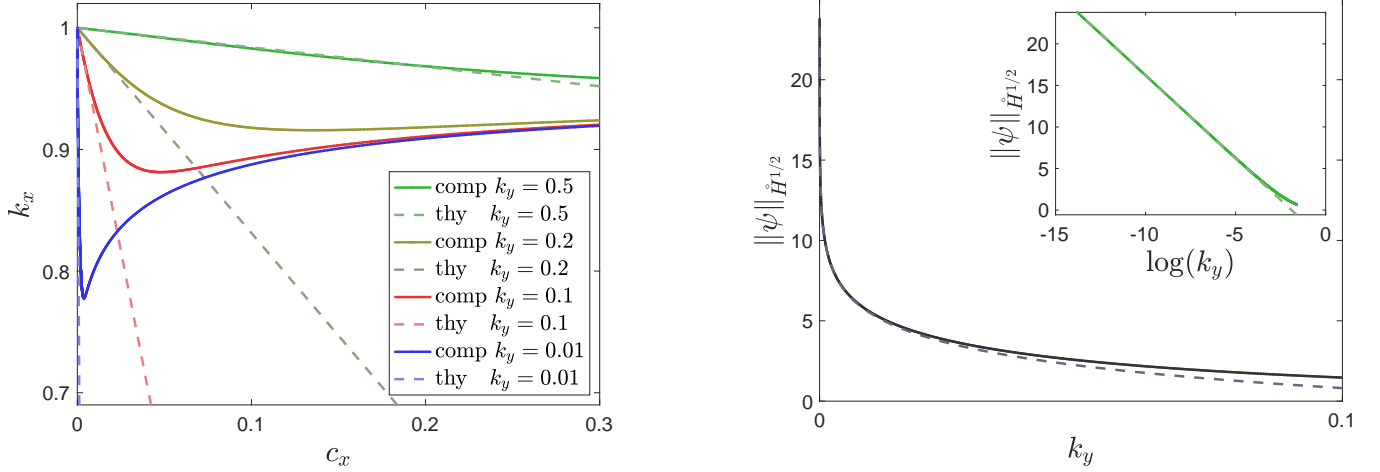 1
0.9
0.8
0.7
k_x
0
0.1
0.2
0.3
c_x
comp k_y = 0.5
thy k_y = 0.5
comp k_y = 0.2
thy k_y = 0.2
comp k_y = 0.1
thy k_y = 0.1
comp k_y = 0.01
thy k_y = 0.01
20
15
10
5
0
‖ψ‖_{H̊^{1/2}}
0
0.1
k_y
20
15
10
5
0
‖ψ‖_{H̊^{1/2}}
-15
-10
-5
0
log(k_y)